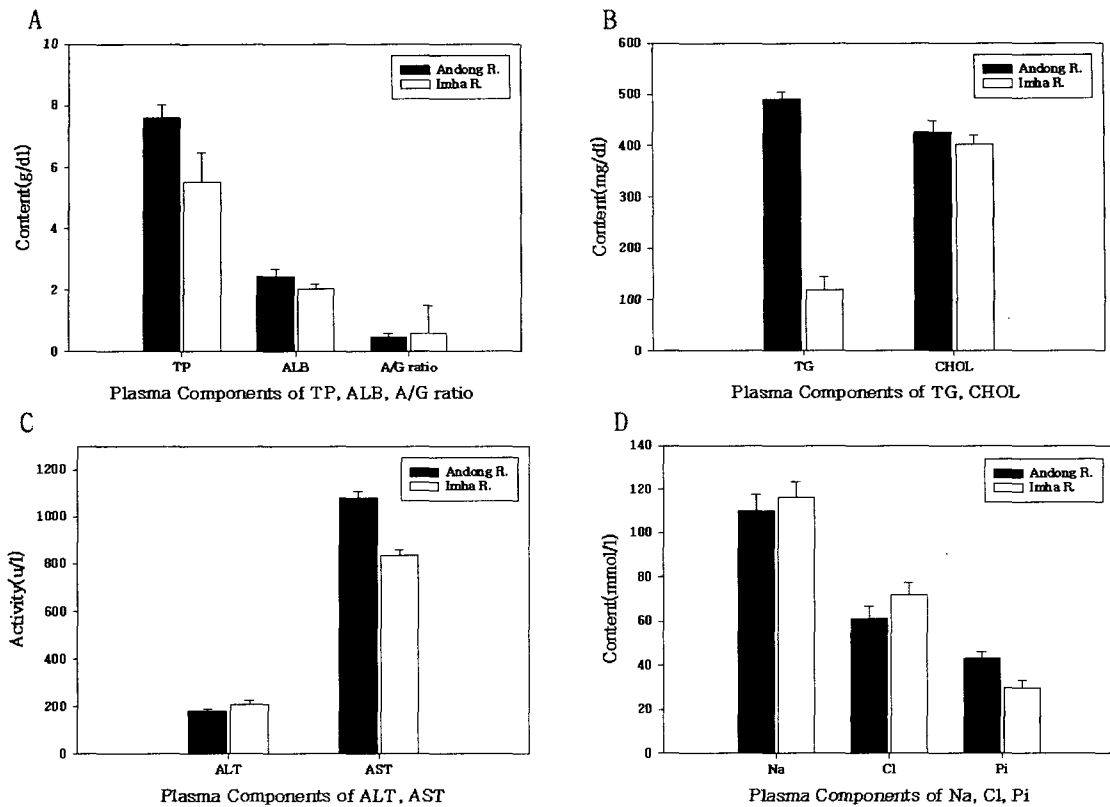 A
10
8
6
4
2
0
Content(g/dl)
Andong R.
Imha R.
TP
ALB
A/G ratio
Plasma Components of TP, ALB, A/G ratio
B
600
500
400
300
200
100
0
Content(mg/dl)
Andong R.
Imha R.
TG
CHOL
Plasma Components of TG, CHOL
C
1200
1000
800
600
400
200
0
Activity(u/l)
Andong R.
Imha R.
ALT
AST
Plasma Components of ALT, AST
D
140
120
100
80
60
40
20
0
Content(mmol/l)
Andong R.
Imha R.
Na
Cl
Pi
Plasma Components of Na, Cl, Pi